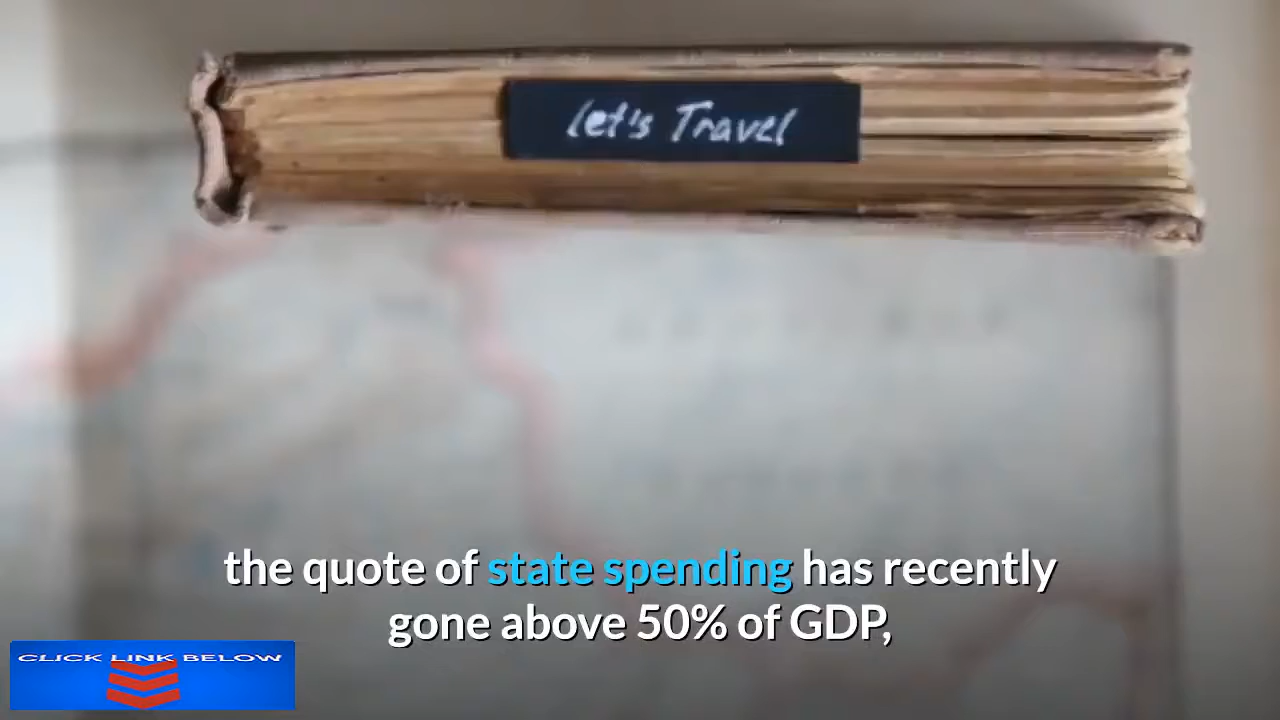 let's Travel
the quote of state spending has recently
gone above 50% of GDP,
CLICK LINK BELOW